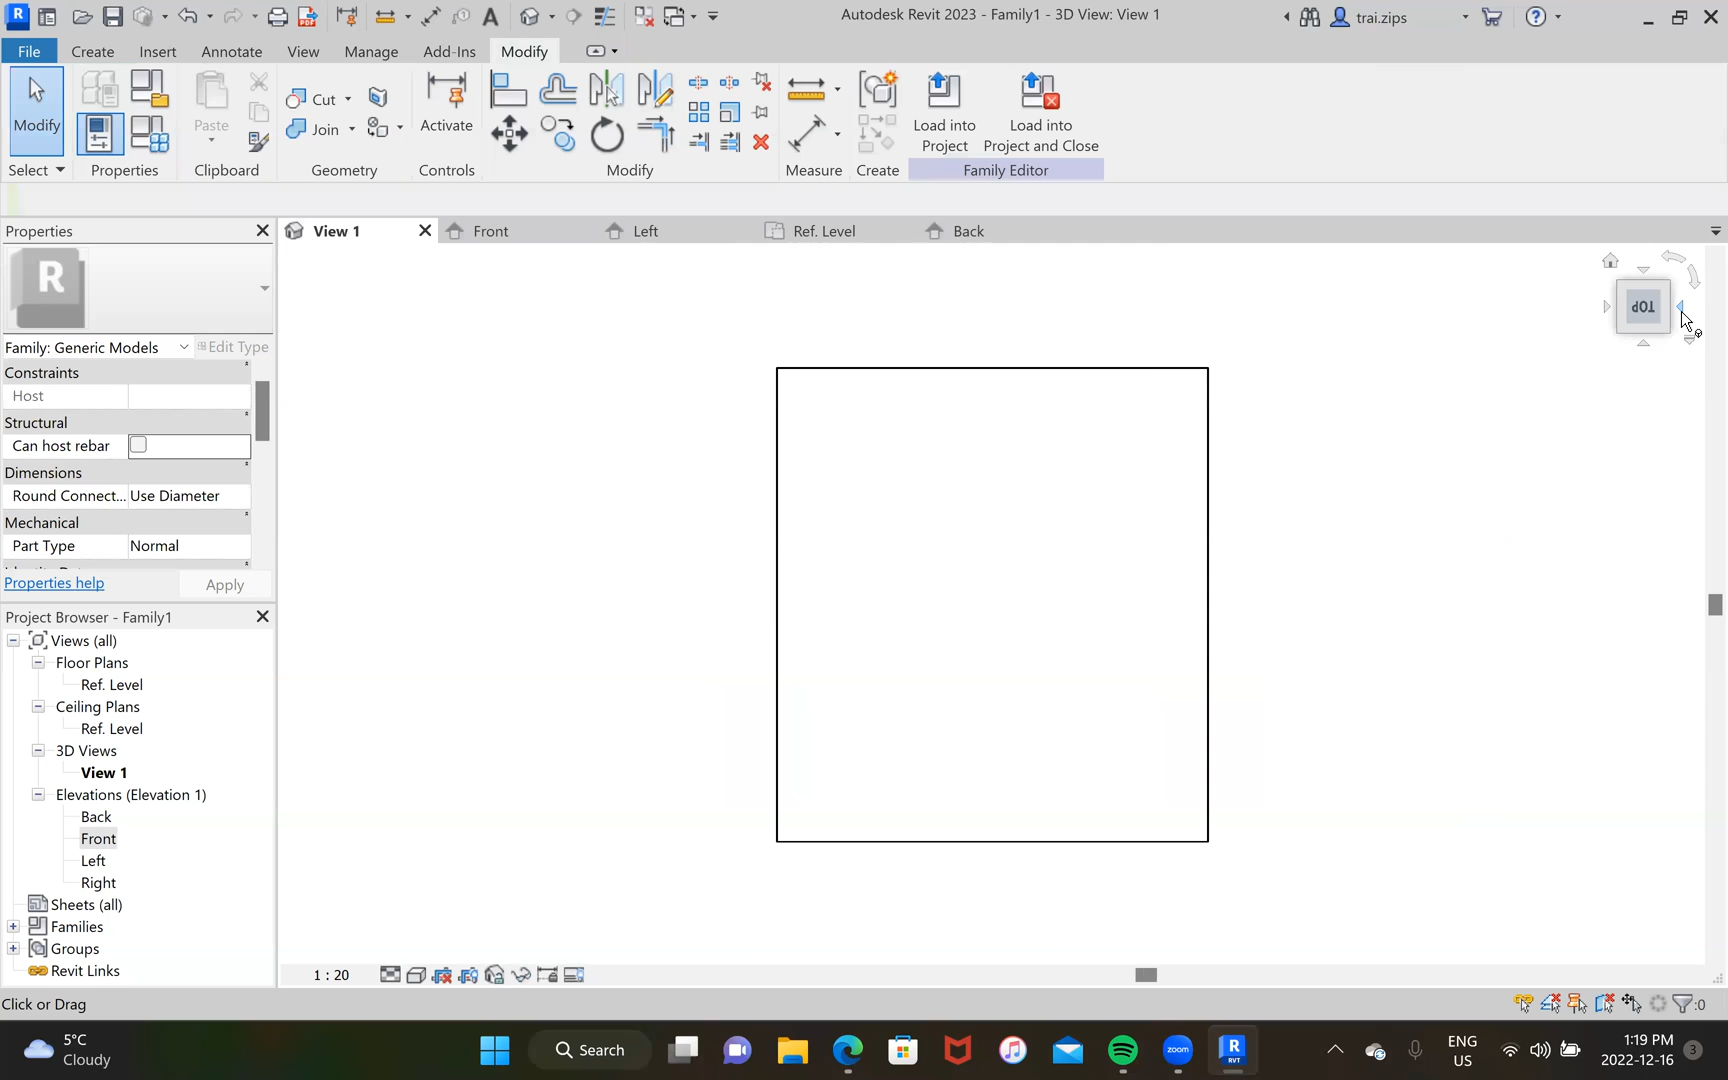 Autodesk Revit 2023 - Family1 - 3D View: View 1
trai.zips
File
Create
Insert
Annotate
View
Manage
Add-Ins
Modify
Modify
Paste
Cut
Join
Activate
Load into
Project
Load into
Project and Close
Select
Properties
Clipboard
Geometry
Controls
Modify
Measure
Create
Family Editor
Properties
View 1
Front
Left
Ref. Level
Back
R
TOP
Family: Generic Models
Edit Type
Constraints
Host
Structural
Can host rebar
Dimensions
Round Connect... Use Diameter
Mechanical
Part Type Normal
Properties help
Apply
Project Browser - Family1
Views (all)
Floor Plans
Ref. Level
Ceiling Plans
Ref. Level
3D Views
View 1
Elevations (Elevation 1)
Back
Front
Left
Right
Sheets (all)
Families
Groups
Revit Links
1 : 20
Click or Drag
:0
5°C
Cloudy
Search
zoom
R
RVT
ENG
US
1:19 PM
2022-12-16
3